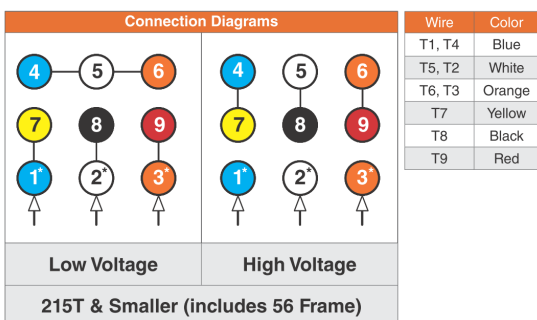 Connection Diagrams
4 5 6 4 5 6
7 8 9 7 8 9
1* 2* 3* 1* 2* 3*
Low Voltage High Voltage
215T & Smaller (includes 56 Frame)
Wire Color
T1, T4 Blue
T5, T2 White
T6, T3 Orange
T7 Yellow
T8 Black
T9 Red